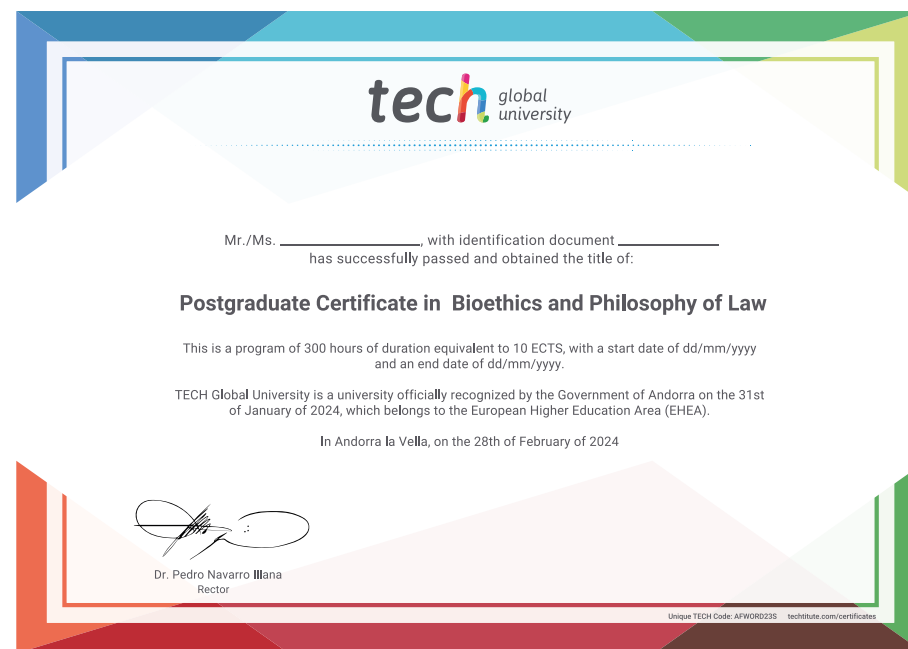 tech global university
Mr./Ms. ____________, with identification document ____________
has successfully passed and obtained the title of:
Postgraduate Certificate in Bioethics and Philosophy of Law
This is a program of 300 hours of duration equivalent to 10 ECTS, with a start date of dd/mm/yyyy
and an end date of dd/mm/yyyy.
TECH Global University is a university officially recognized by the Government of Andorra on the 31st
of January of 2024, which belongs to the European Higher Education Area (EHEA).
In Andorra la Vella, on the 28th of February of 2024
Dr. Pedro Navarro Illana
Rector
Unique TECH Code: AFWORD23S techtitute.com/certificates